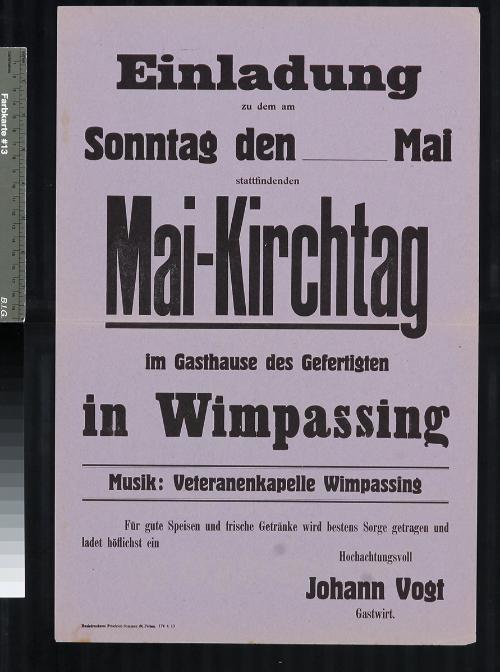 Einladung
zu dem am
Sonntag den ______ Mai
stattfindenden
Mai-Kirchtag
im Gasthause des Gefertigten
in Wimpassing
Musik: Veteranenkapelle Wimpassing
Für gute Speisen und frische Getränke wird bestens Sorge getragen und
ladet höflichst ein
Hochachtungsvoll
Johann Vogt
Gastwirt.
Farbkarte #13
B.I.G.